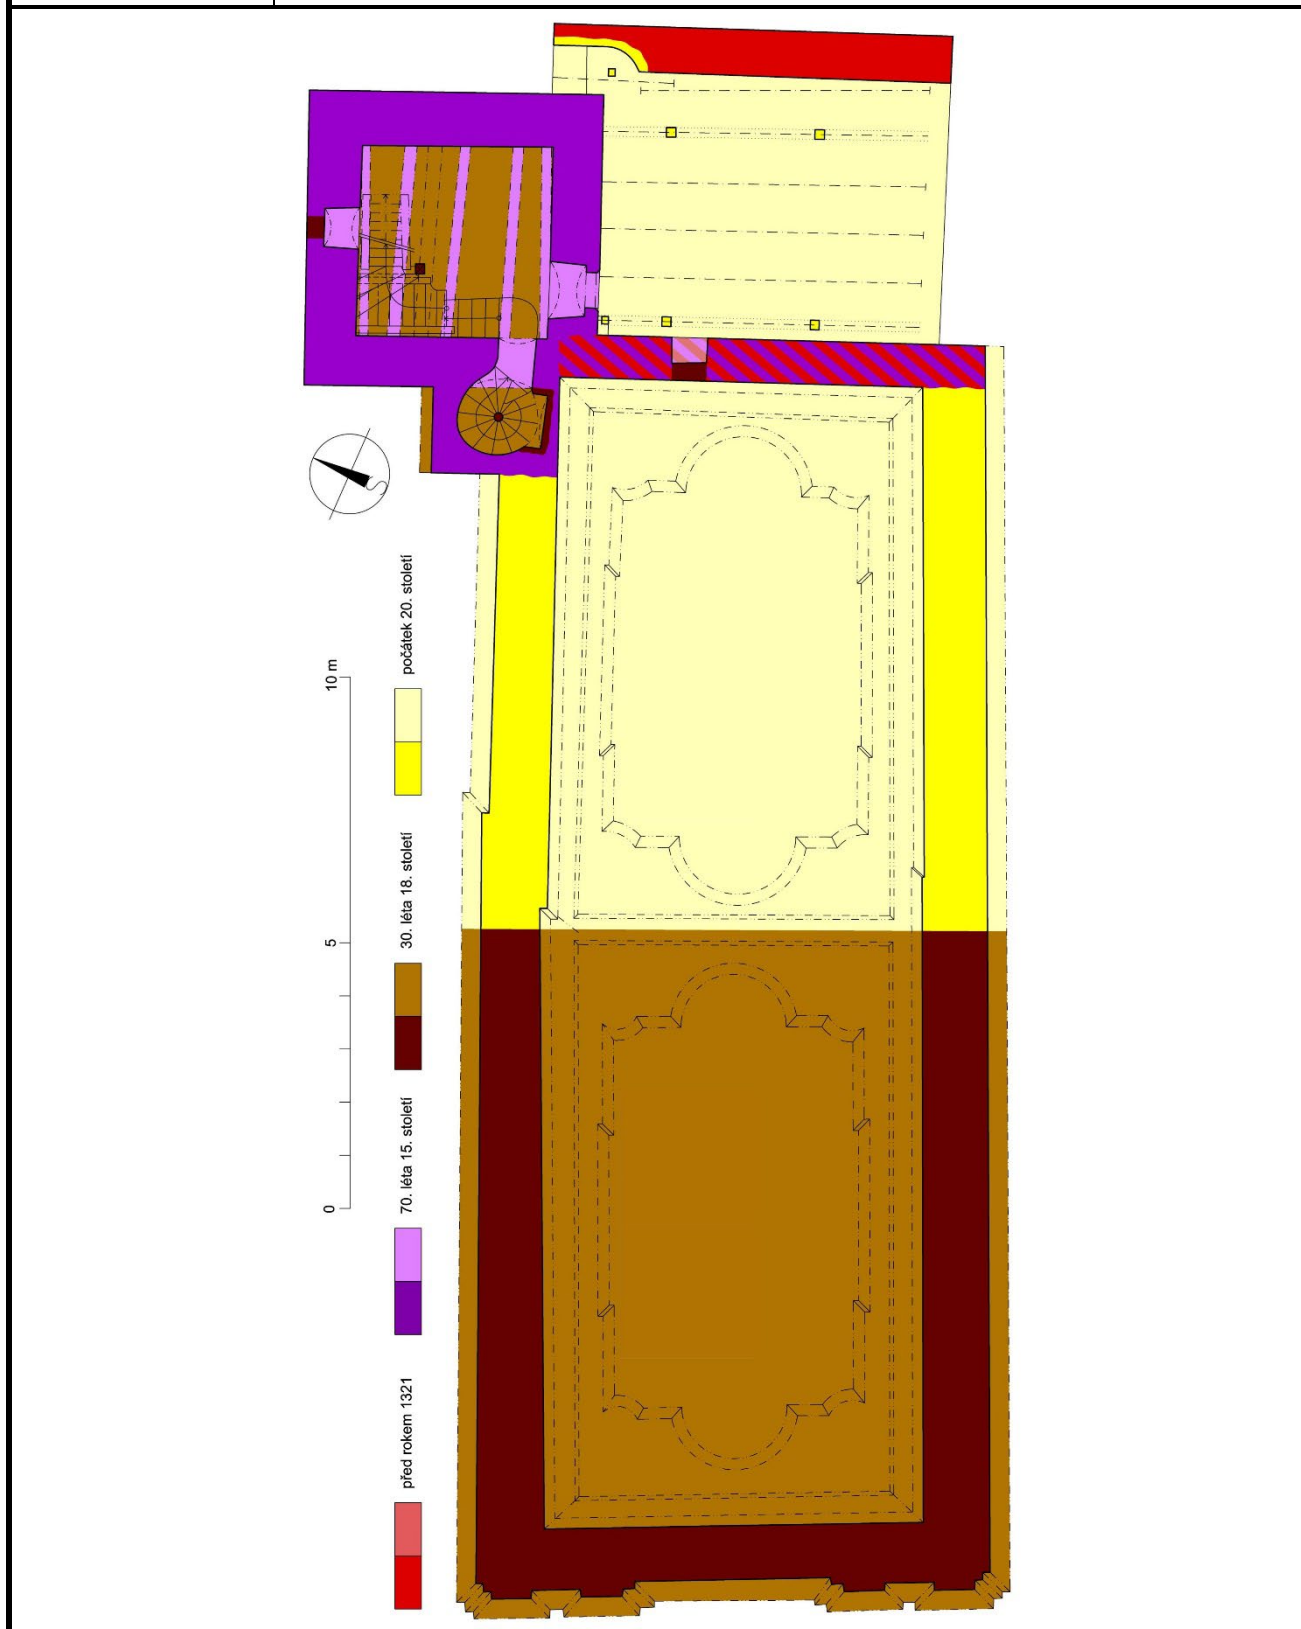 0
5
10 m
před rokem 1321
70. léta 15. století
30. léta 18. století
počátek 20. století
S